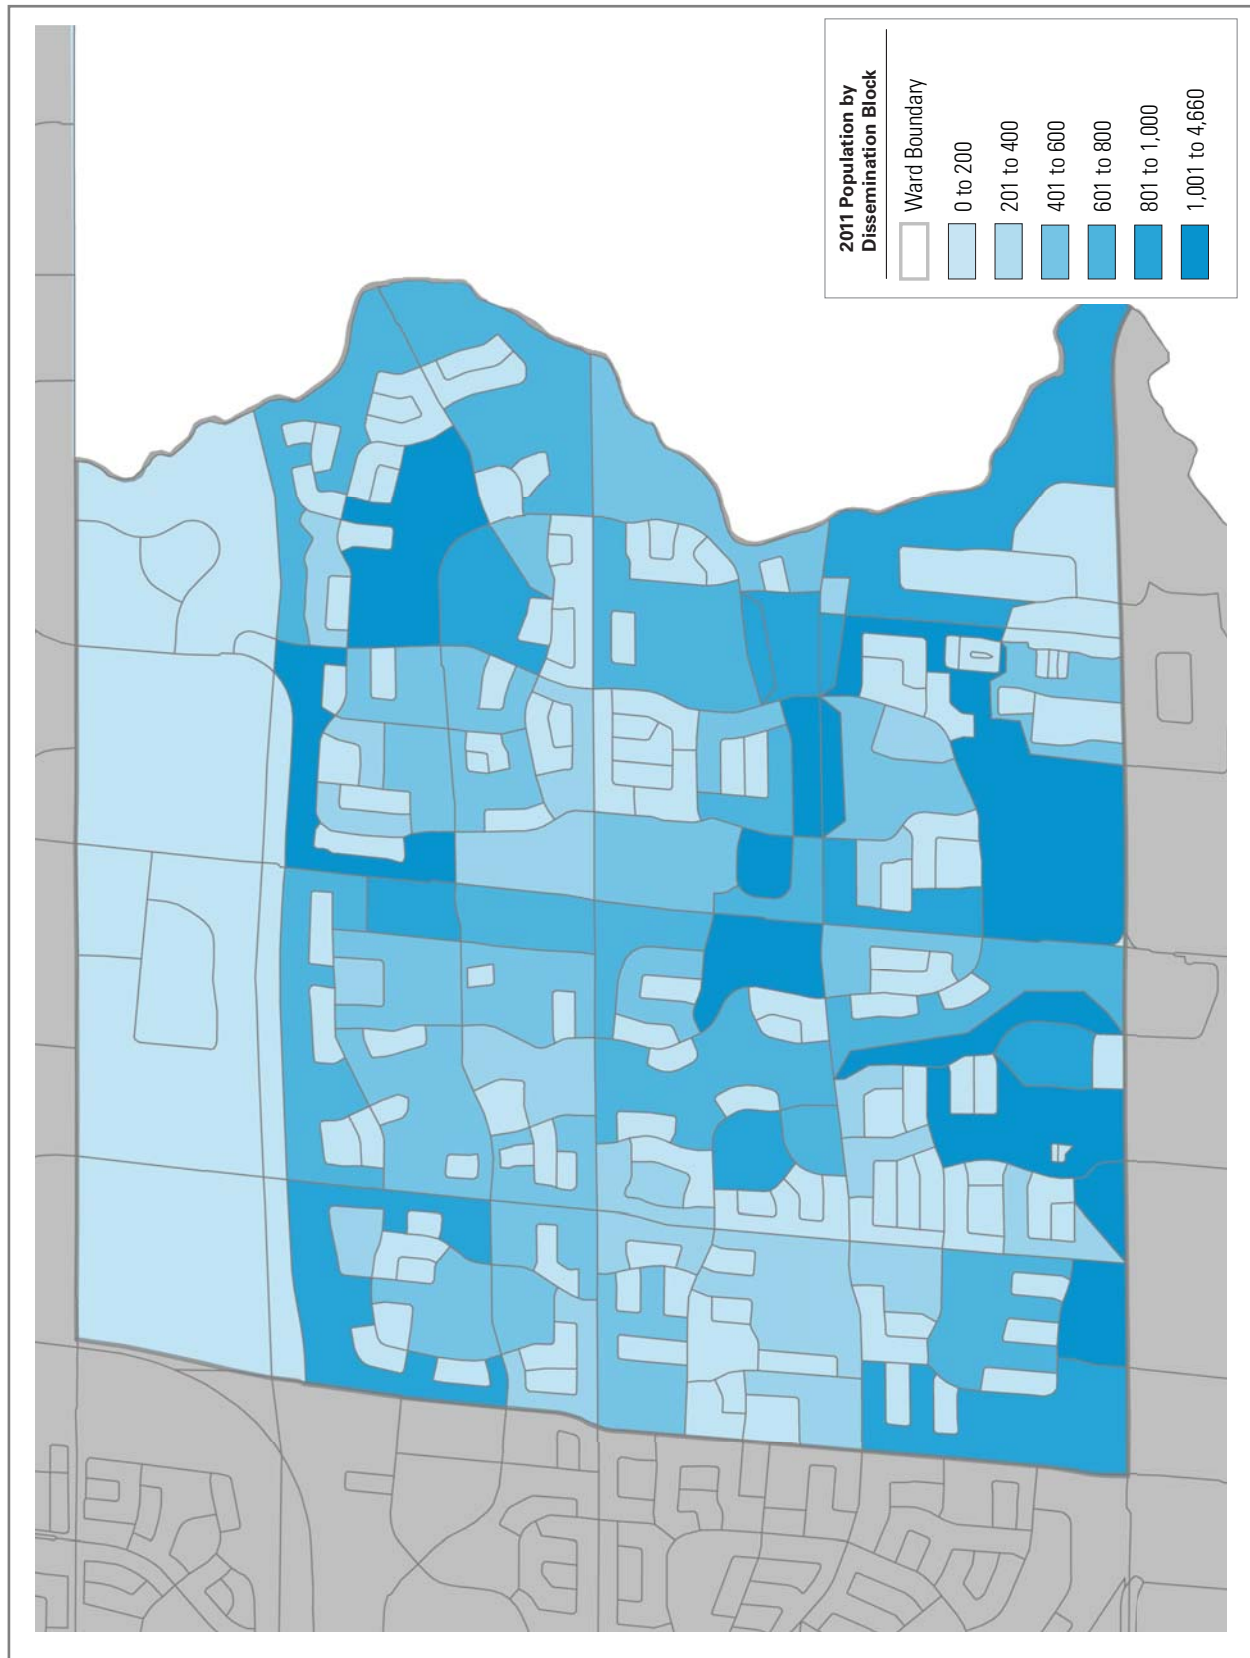 2011 Population by
Dissemination Block
Ward Boundary
0 to 200
201 to 400
401 to 600
601 to 800
801 to 1,000
1,001 to 4,660